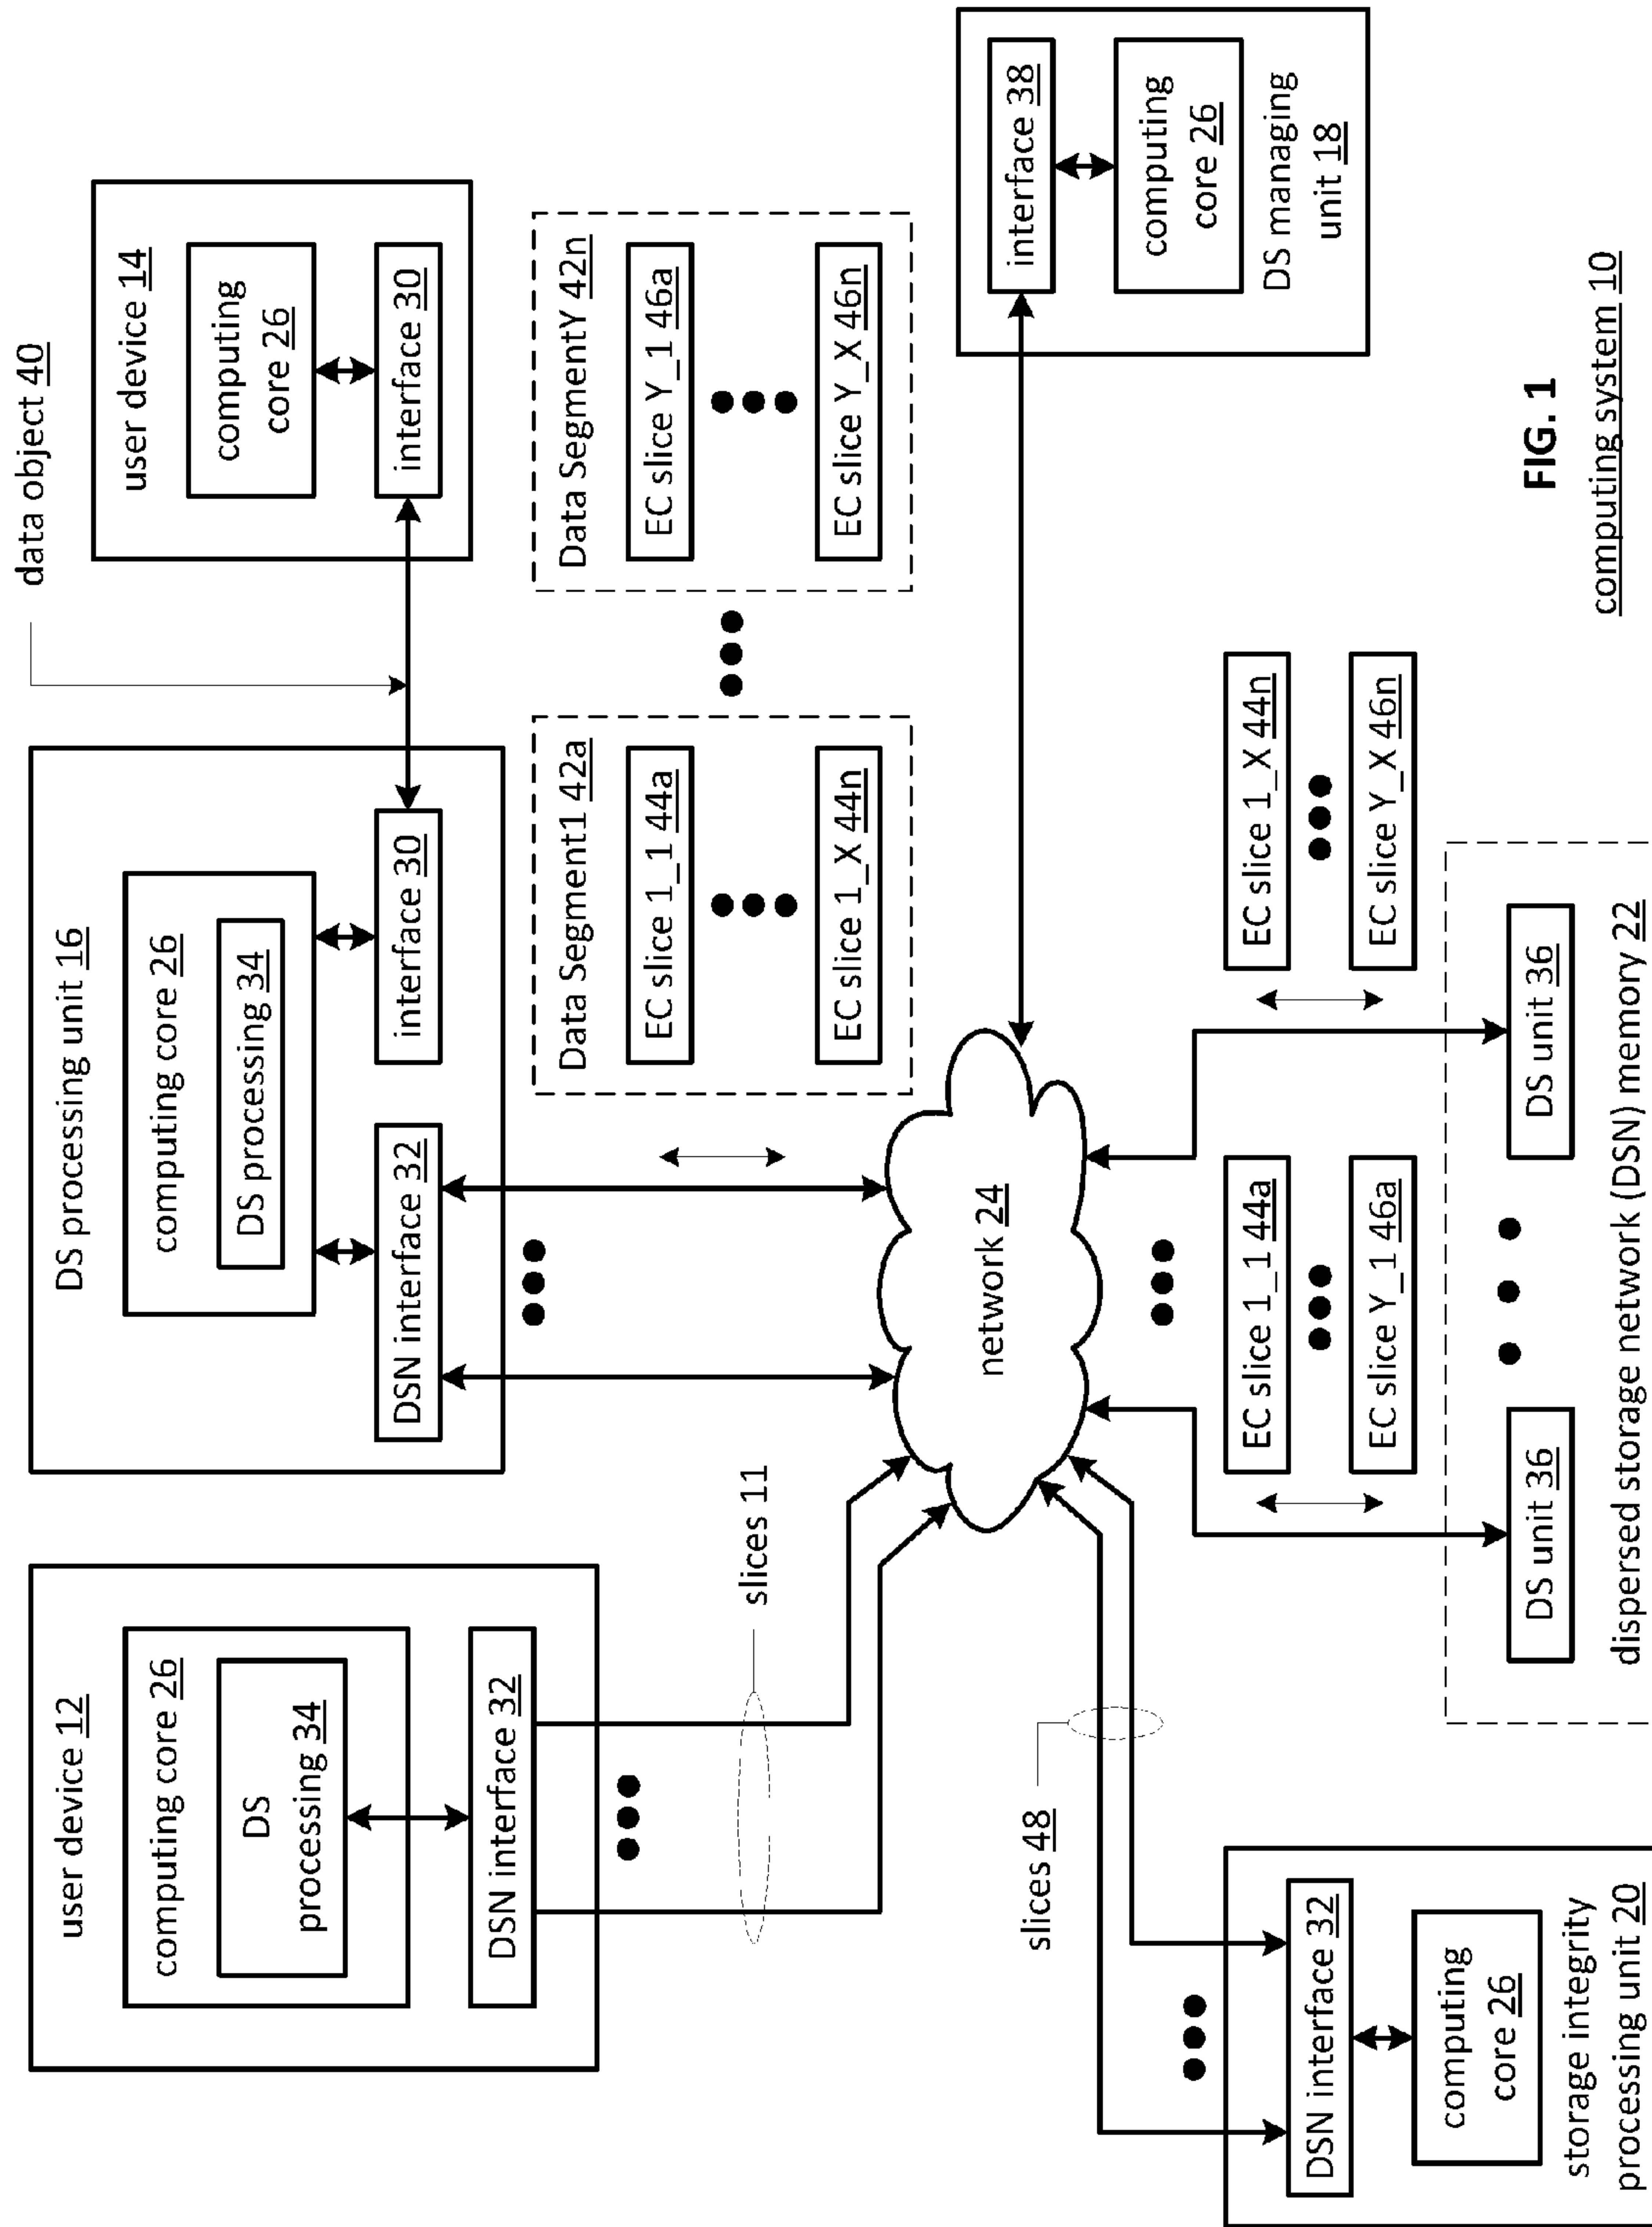 user device 12
computing core 26
DS
processing 34
DSN interface 32
slices 11
DS processing unit 16
computing core 26
DS processing 34
DSN interface 32
interface 30
data object 40
user device 14
computing
core 26
interface 30
Data Segment1 42a
EC slice 1_1 44a
EC slice 1_X 44n
Data SegmentY 42n
EC slice Y_1 46a
EC slice Y_X 46n
network 24
slices 48
DSN interface 32
computing
core 26
storage integrity
processing unit 20
EC slice 1_1 44a
EC slice Y_1 46a
EC slice 1_X 44n
EC slice Y_X 46n
DS unit 36
DS unit 36
dispersed storage network (DSN) memory 22
interface 38
computing
core 26
DS managing
unit 18
FIG. 1
computing system 10